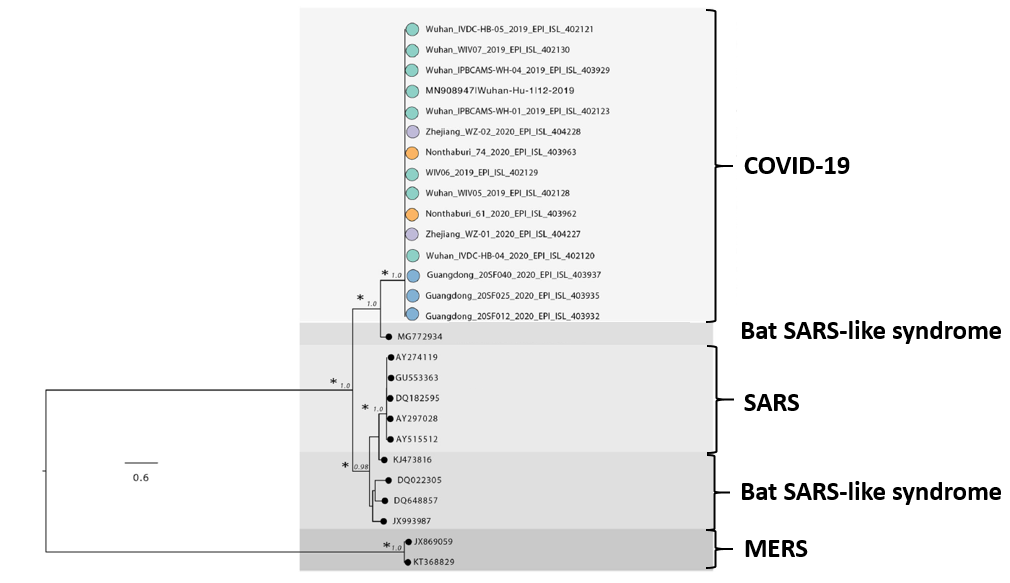 Wuhan_IVDC-HB-05_2019_EPI_ISL_402121
Wuhan_WIV07_2019_EPI_ISL_402130
Wuhan_IPBCAMS-WH-04_2019_EPI_ISL_403929
MN908947|Wuhan-Hu-1|12-2019
Wuhan_IPBCAMS-WH-01_2019_EPI_ISL_402123
Zhejiang_WZ-02_2020_EPI_ISL_404228
COVID-19
Nonthaburi_74_2020_EPI_ISL_403963
WIV06_2019_EPI_ISL_402129
Wuhan_WIV05_2019_EPI_ISL_402128
Nonthaburi_61_2020_EPI_ISL_403962
Zhejiang_WZ-01_2020_EPI_ISL_404227
Wuhan_IVDC-HB-04_2020_EPI_ISL_402120
* 1.0
Guangdong_20SF040_2020_EPI_ISL_403937
Guangdong_20SF025_2020_EPI_ISL_403935
* 1.0
Guangdong_20SF012_2020_EPI_ISL_403932
Bat SARS-like syndrome
MG772934
AY274119
GU553363
* 1.0
DQ182595
SARS
* 1.0
AY297028
AY515512
KJ473816
* 0.98
0.6
DQ022305
Bat SARS-like syndrome
DQ648857
JX993987
JX869059
* 1.0
MERS
KT368829